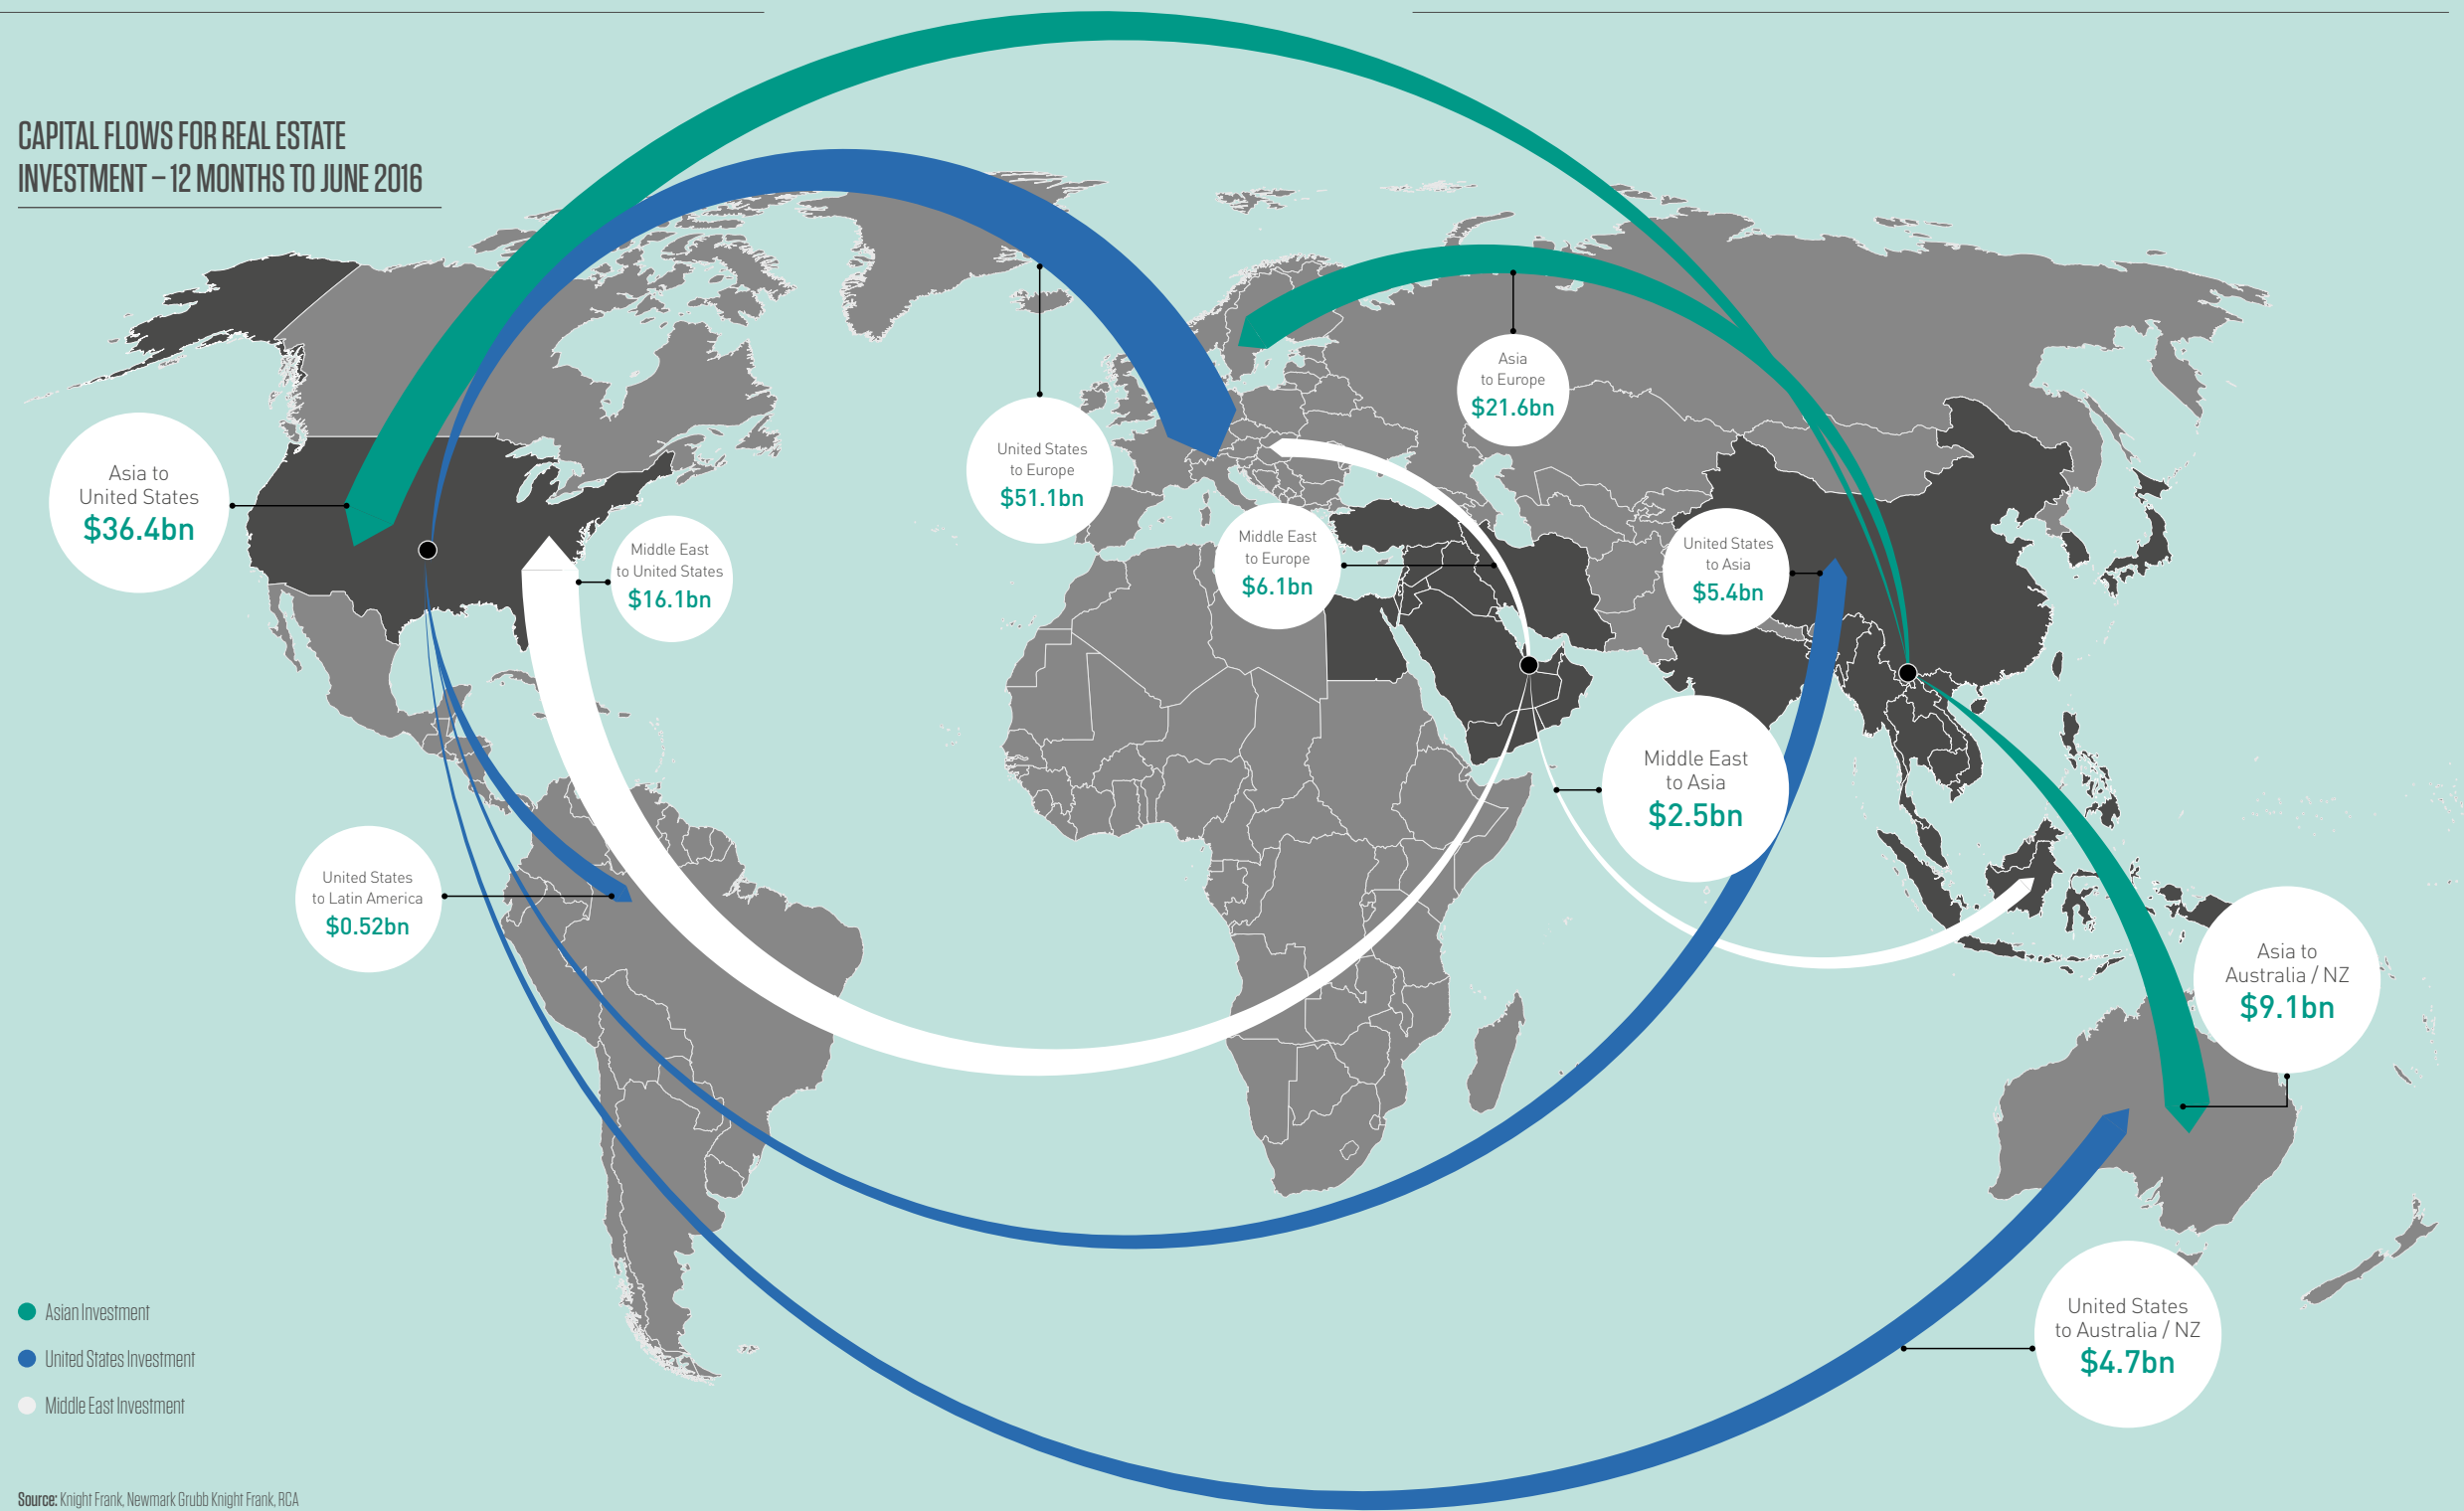 CAPITAL FLOWS FOR REAL ESTATE
INVESTMENT – 12 MONTHS TO JUNE 2016
Asia to
United States
$36.4bn
Middle East
to United States
$16.1bn
United States
to Europe
$51.1bn
Asia
to Europe
$21.6bn
Middle East
to Europe
$6.1bn
United States
to Asia
$5.4bn
Middle East
to Asia
$2.5bn
United States
to Latin America
$0.52bn
Asia to
Australia / NZ
$9.1bn
United States
to Australia / NZ
$4.7bn
Asian Investment
United States Investment
Middle East Investment
Source: Knight Frank, Newmark Grubb Knight Frank, RCA